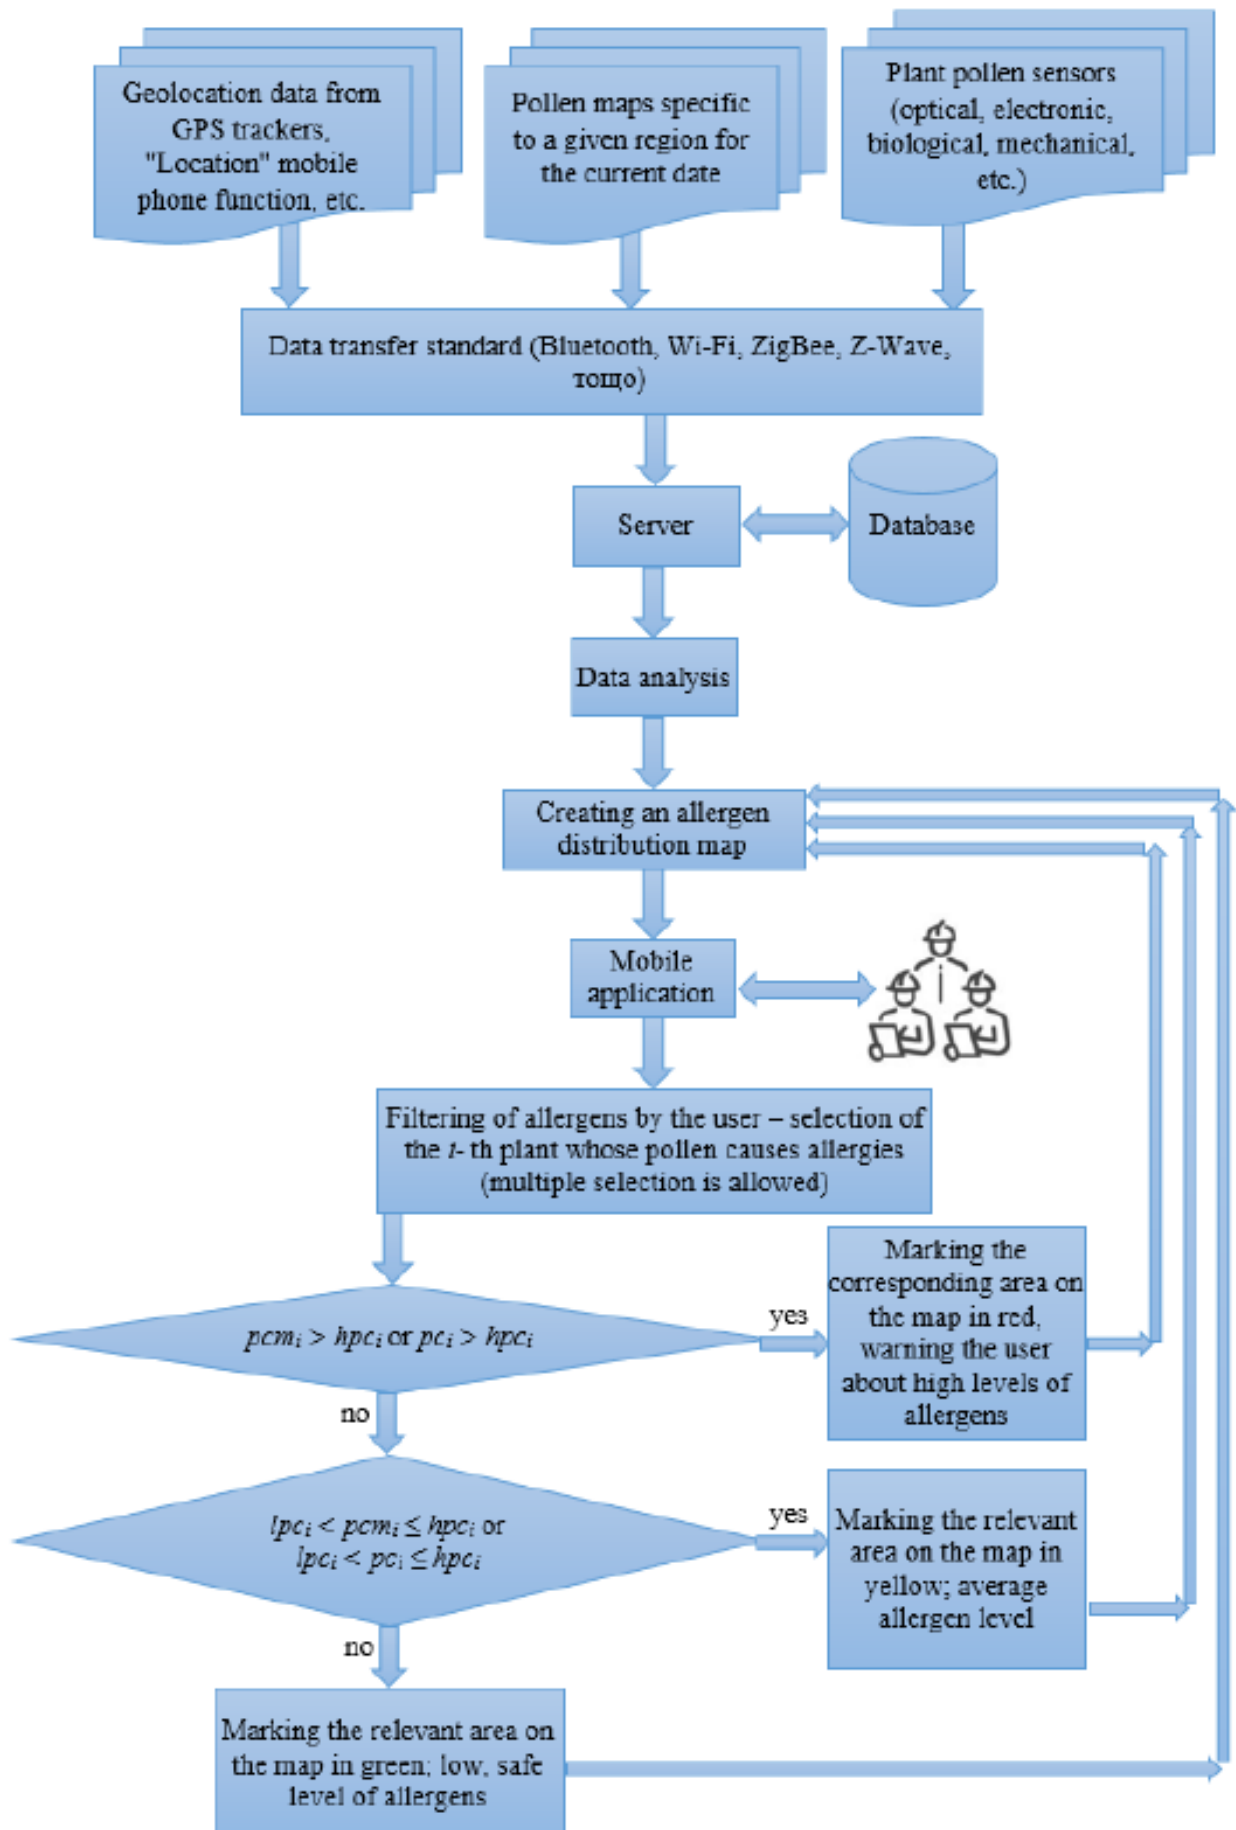 Geolocation data from
GPS trackers,
"Location" mobile
phone function, etc.
Pollen maps specific
to a given region for
the current date
Plant pollen sensors
(optical, electronic,
biological, mechanical,
etc.)
Data transfer standard (Bluetooth, Wi-Fi, ZigBee, Z-Wave,
тощо)
Server
Database
Data analysis
Creating an allergen
distribution map
Mobile
application
Filtering of allergens by the user – selection of
the i- th plant whose pollen causes allergies
(multiple selection is allowed)
pcmᵢ > hpcᵢ or pcᵢ > hpcᵢ
yes
Marking the
corresponding area on
the map in red,
warning the user
about high levels of
allergens
no
lpcᵢ < pcmᵢ ≤ hpcᵢ or
lpcᵢ < pcᵢ ≤ hpcᵢ
yes
Marking the relevant
area on the map in
yellow; average
allergen level
no
Marking the relevant area on
the map in green; low, safe
level of allergens